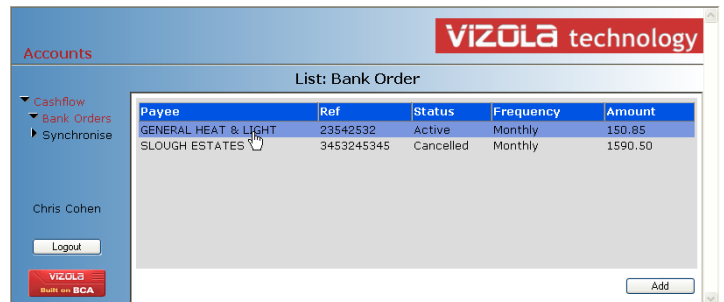 VIZOLA technology
Accounts
List: Bank Order
Cashflow
Bank Orders
Synchronise
Payee Ref Status Frequency Amount
GENERAL HEAT & LIGHT 23542532 Active Monthly 150.85
SLOUGH ESTATES 3453245345 Cancelled Monthly 1590.50
Chris Cohen
Logout
VIZOLA
Built on BCA
Add